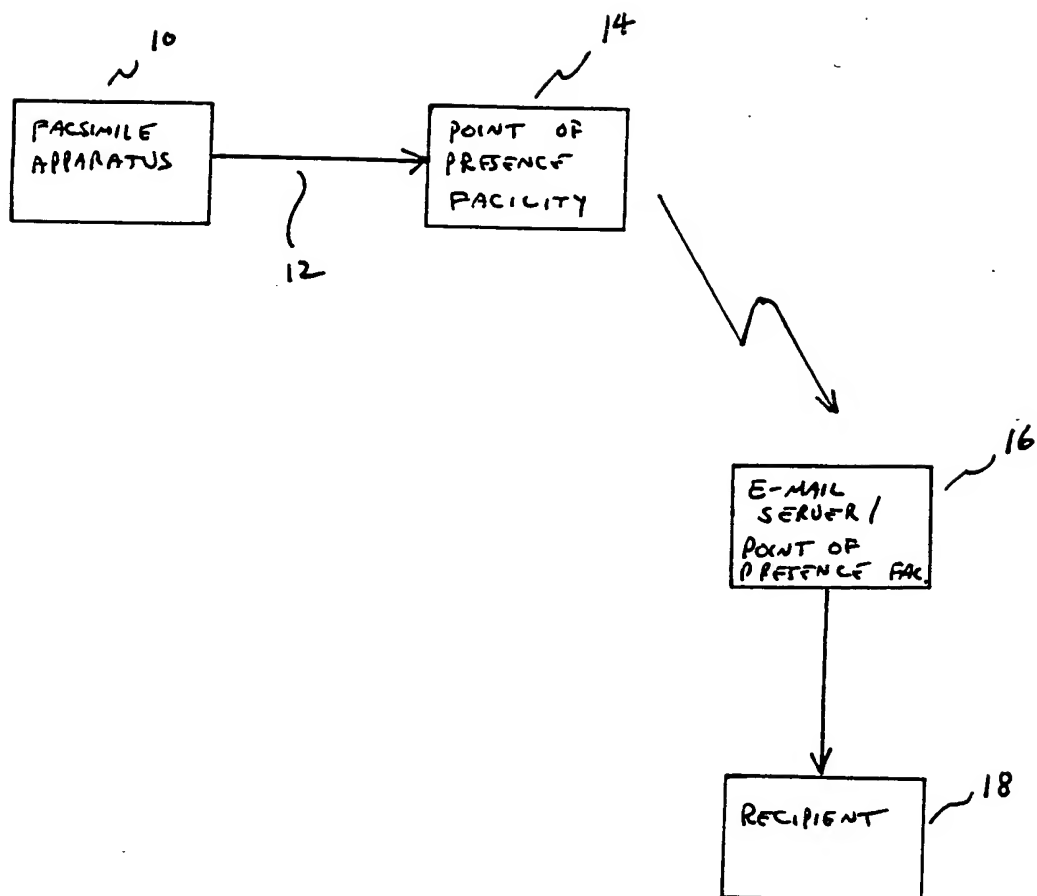 10
14
FACSIMILE
APPARATUS
POINT OF
PRESENCE
FACILITY
12
16
E-MAIL
SERVER/
POINT OF
PRESENCE FAC.
18
RECIPIENT